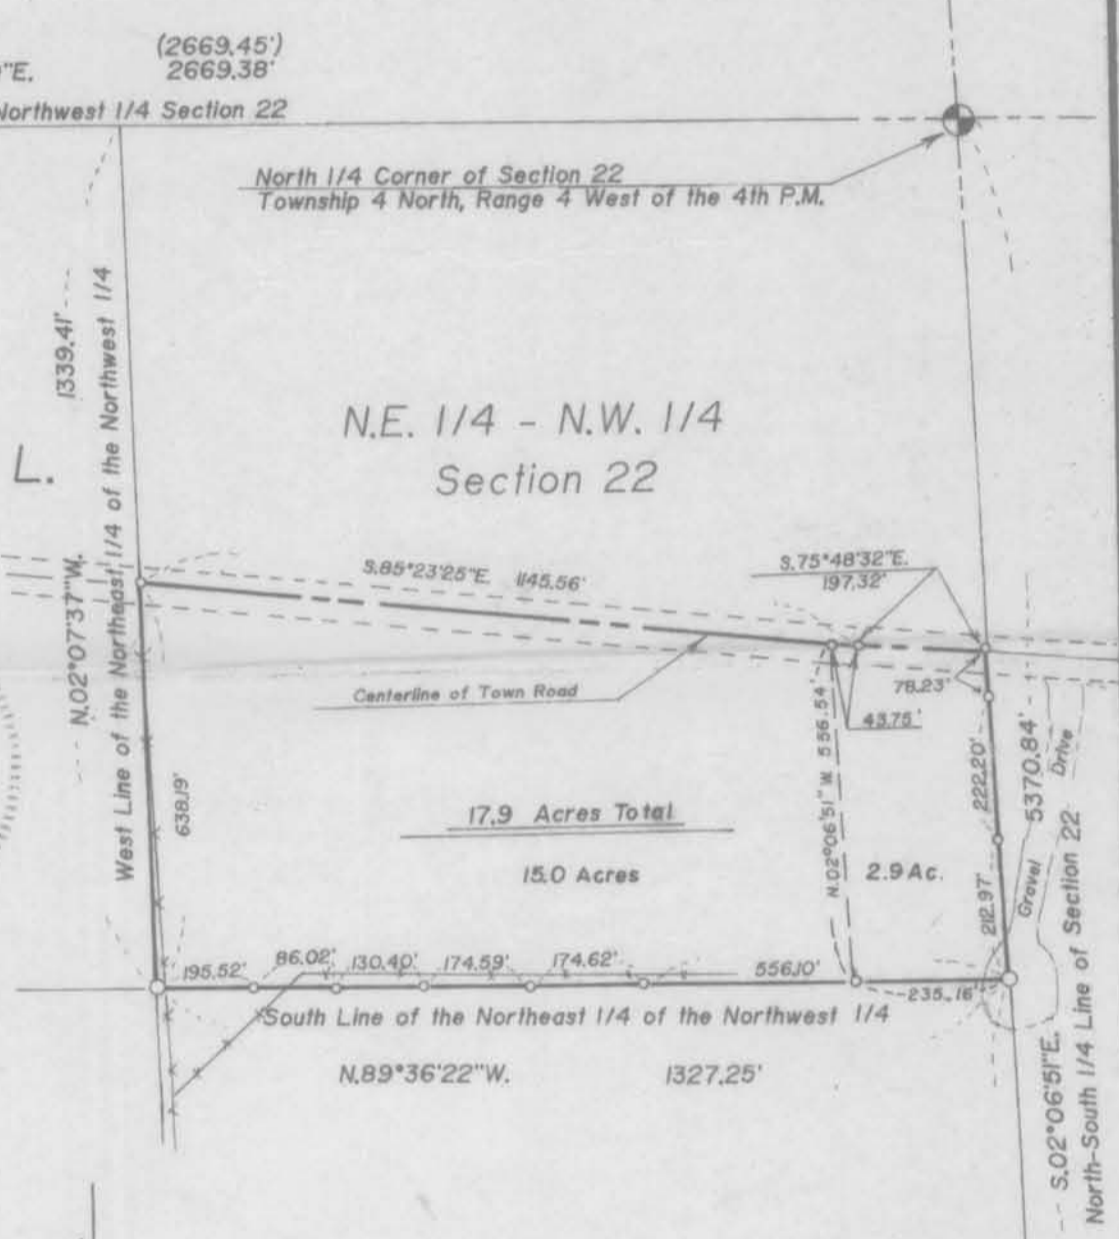 (2669.45')
"E. 2669.38'
Northwest 1/4 Section 22
North 1/4 Corner of Section 22
Township 4 North, Range 4 West of the 4th P.M.
1339.41'
West Line of the Northeast 1/4 of the Northwest 1/4
N.02°07'37"W.
L.
N.E. 1/4 - N.W. 1/4
Section 22
S.85°23'25"E. 1145.56'
S.75°48'32"E.
197.32'
Centerline of Town Road
78.23'
43.75'
N.02°06'51"W 556.54'
638.19'
222.20'
212.97'
5370.84'
Gravel Drive
17.9 Acres Total
15.0 Acres
2.9 Ac.
195.52'
86.02'
130.40'
174.59'
174.62'
556.10'
235.16'
South Line of the Northeast 1/4 of the Northwest 1/4
N.89°36'22"W. 1327.25'
S.02°06'51"E.
North-South 1/4 Line of Section 22